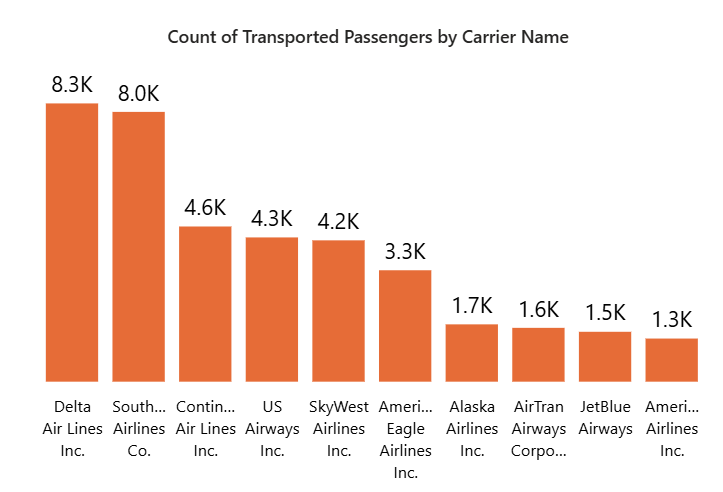 Count of Transported Passengers by Carrier Name
8.3K
8.0K
4.6K
4.3K
4.2K
3.3K
1.7K
1.6K
1.5K
1.3K
Delta
Air Lines
Inc.
South...
Airlines
Co.
Contin...
Air Lines
Inc.
US
Airways
Inc.
SkyWest
Airlines
Inc.
Ameri...
Eagle
Airlines
Inc.
Alaska
Airlines
Inc.
AirTran
Airways
Corpo...
JetBlue
Airways
Ameri...
Airlines
Inc.